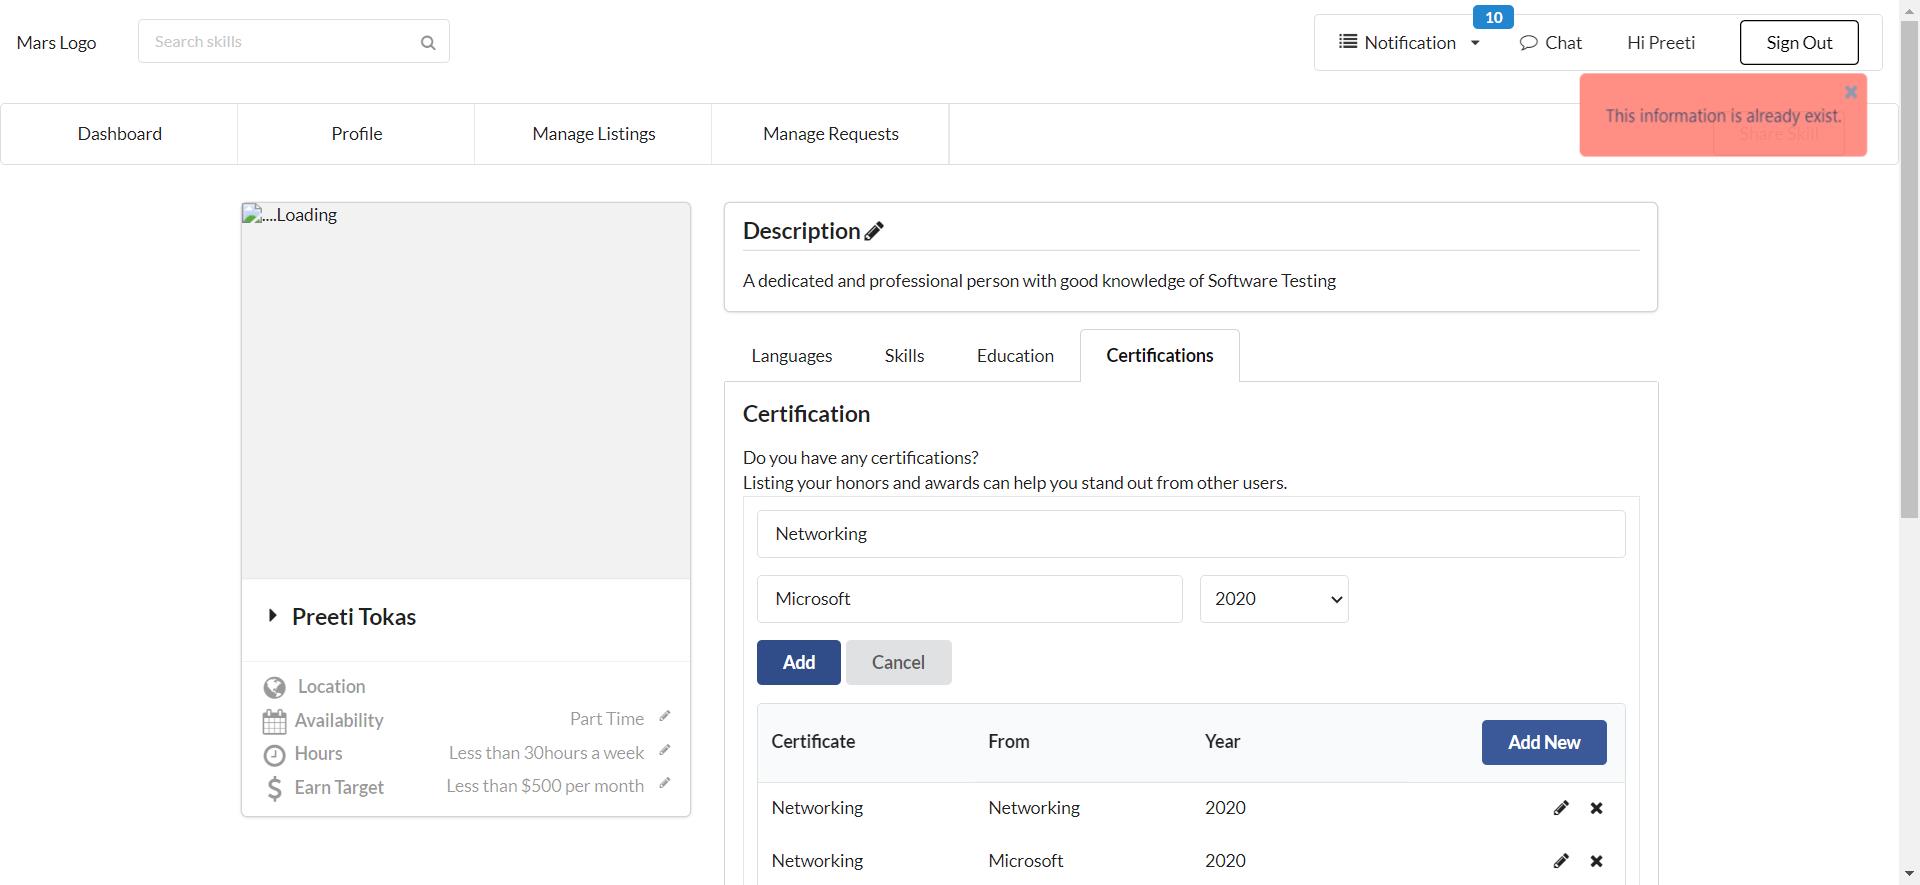 Mars Logo
Search skills
Notification
10
Chat
Hi Preeti
Sign Out
This information is already exist.
Dashboard
Profile
Manage Listings
Manage Requests
Share Skill
....Loading
Preeti Tokas
Location
Availability
Part Time
Hours
Less than 30hours a week
Earn Target
Less than $500 per month
Description
A dedicated and professional person with good knowledge of Software Testing
Languages
Skills
Education
Certifications
Certification
Do you have any certifications?
Listing your honors and awards can help you stand out from other users.
Networking
Microsoft
2020
Add
Cancel
Certificate From Year
Add New
Networking Networking 2020
Networking Microsoft 2020